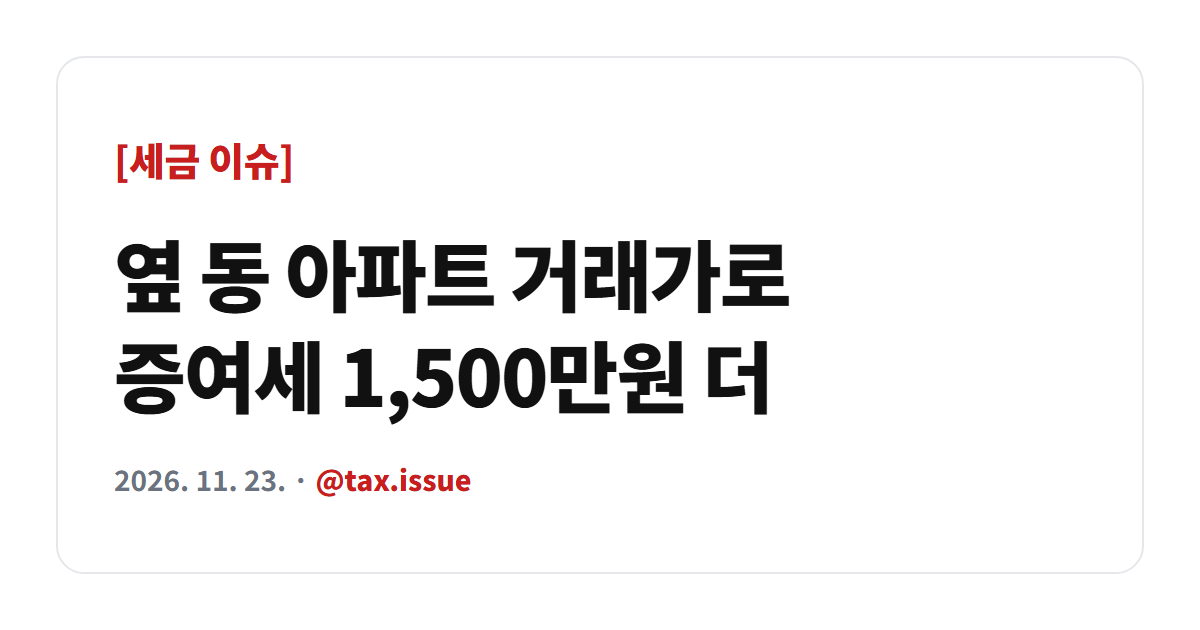 [세금 이슈]
옆 동 아파트 거래가로
증여세 1,500만원 더
2026. 11. 23. · @tax.issue